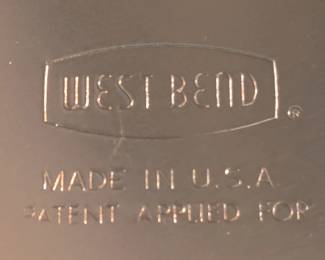 WEST BEND ®
MADE IN U.S.A
PATENT APPLIED FOR